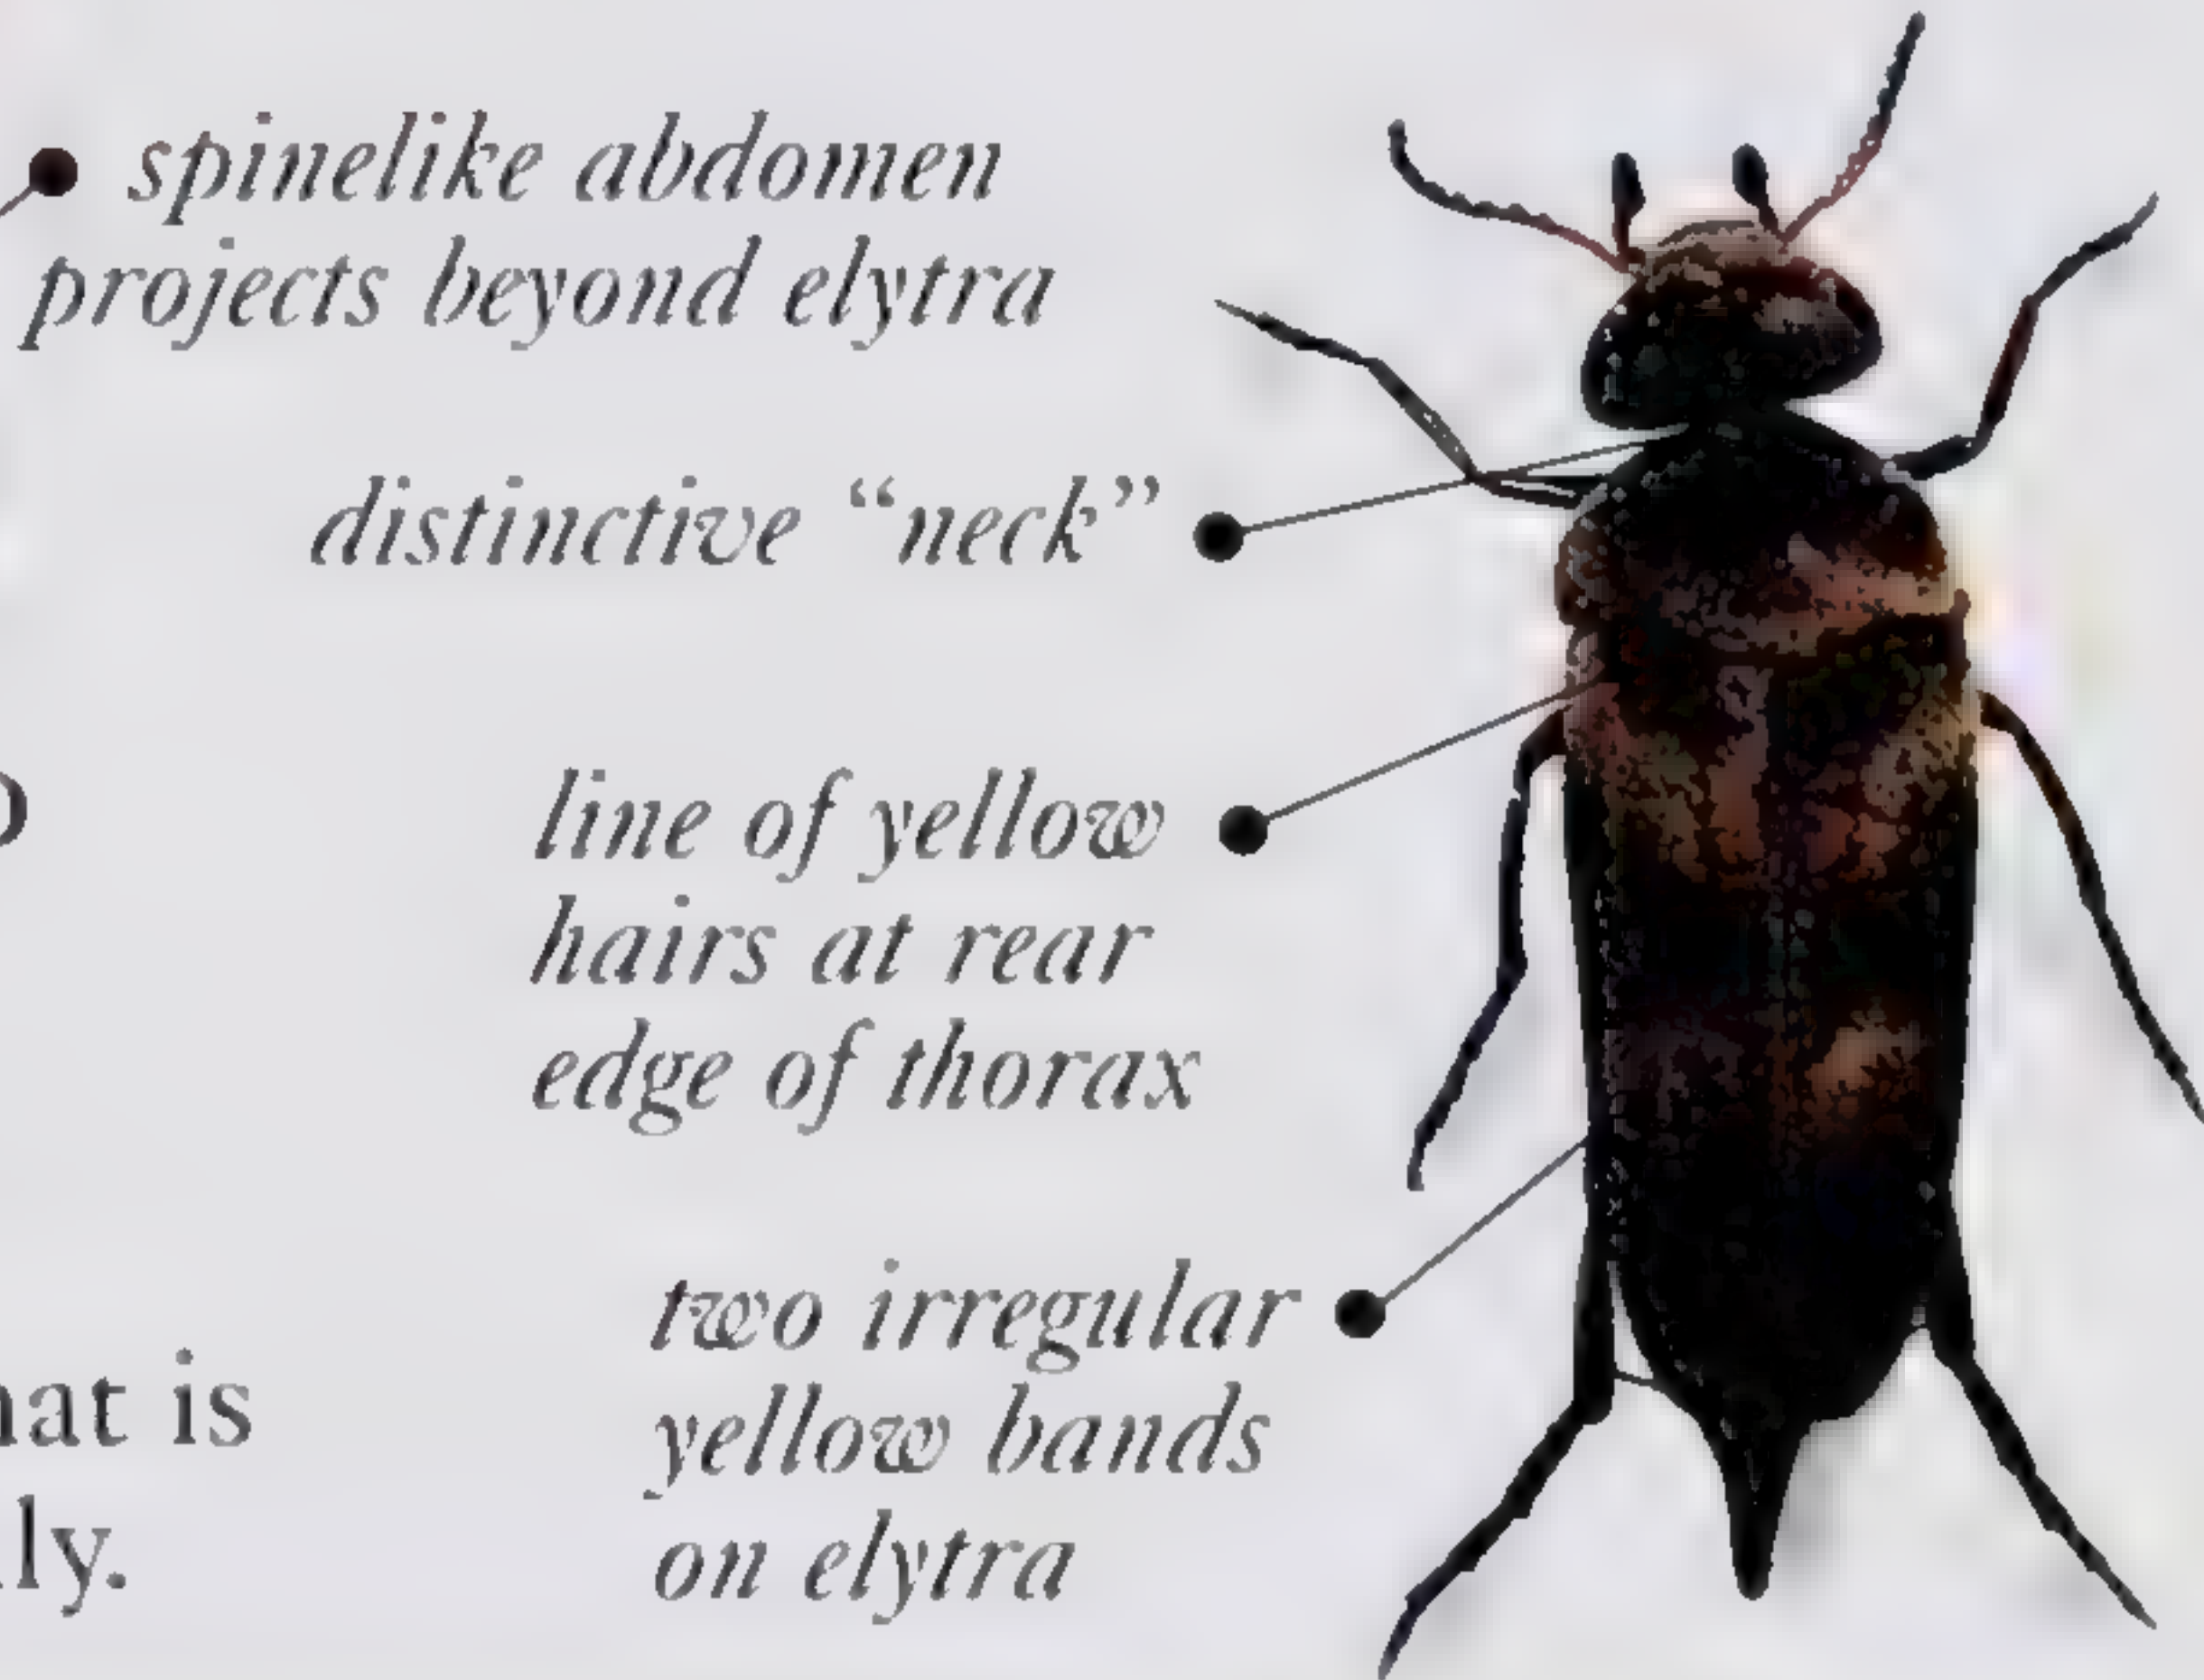 spinelike abdomen
projects beyond elytra
distinctive “neck”
line of yellow
hairs at rear
edge of thorax
two irregular
yellow bands
on elytra
is